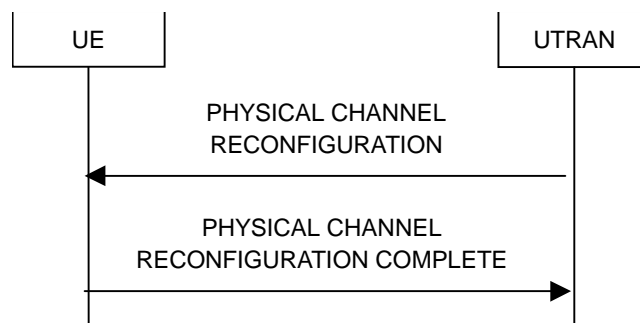 UE
UTRAN
PHYSICAL CHANNEL
RECONFIGURATION
PHYSICAL CHANNEL
RECONFIGURATION COMPLETE